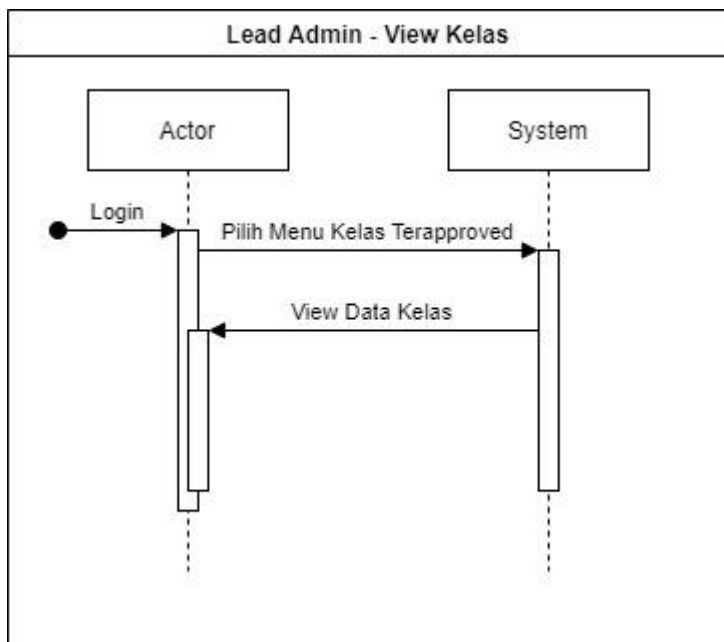 Lead Admin - View Kelas
Actor
System
Login
Pilih Menu Kelas Terapproved
View Data Kelas